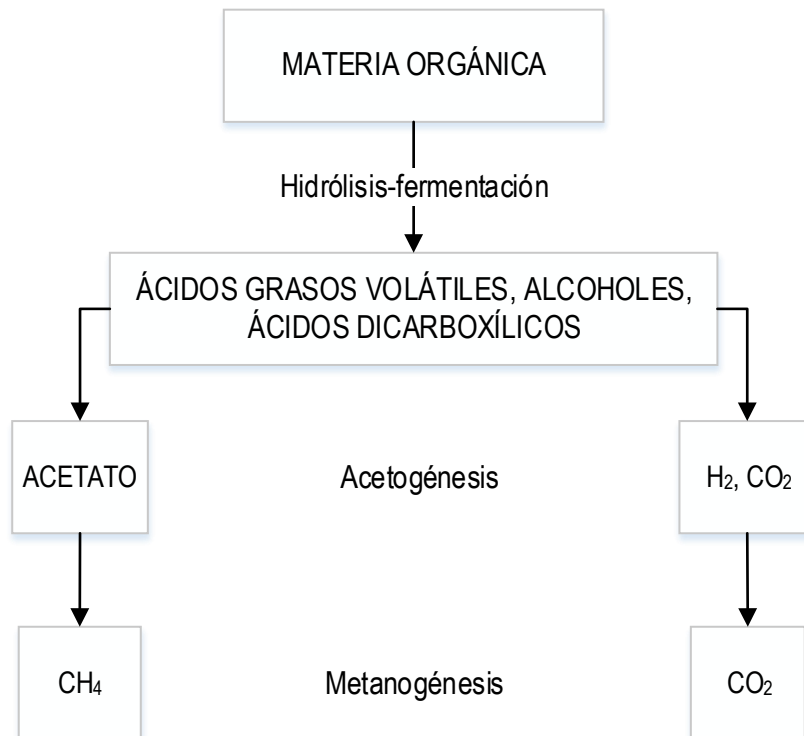 MATERIA ORGÁNICA
Hidrólisis-fermentación
ÁCIDOS GRASOS VOLÁTILES, ALCOHOLES,
ÁCIDOS DICARBOXÍLICOS
ACETATO
Acetogénesis
H₂, CO₂
CH₄
Metanogénesis
CO₂